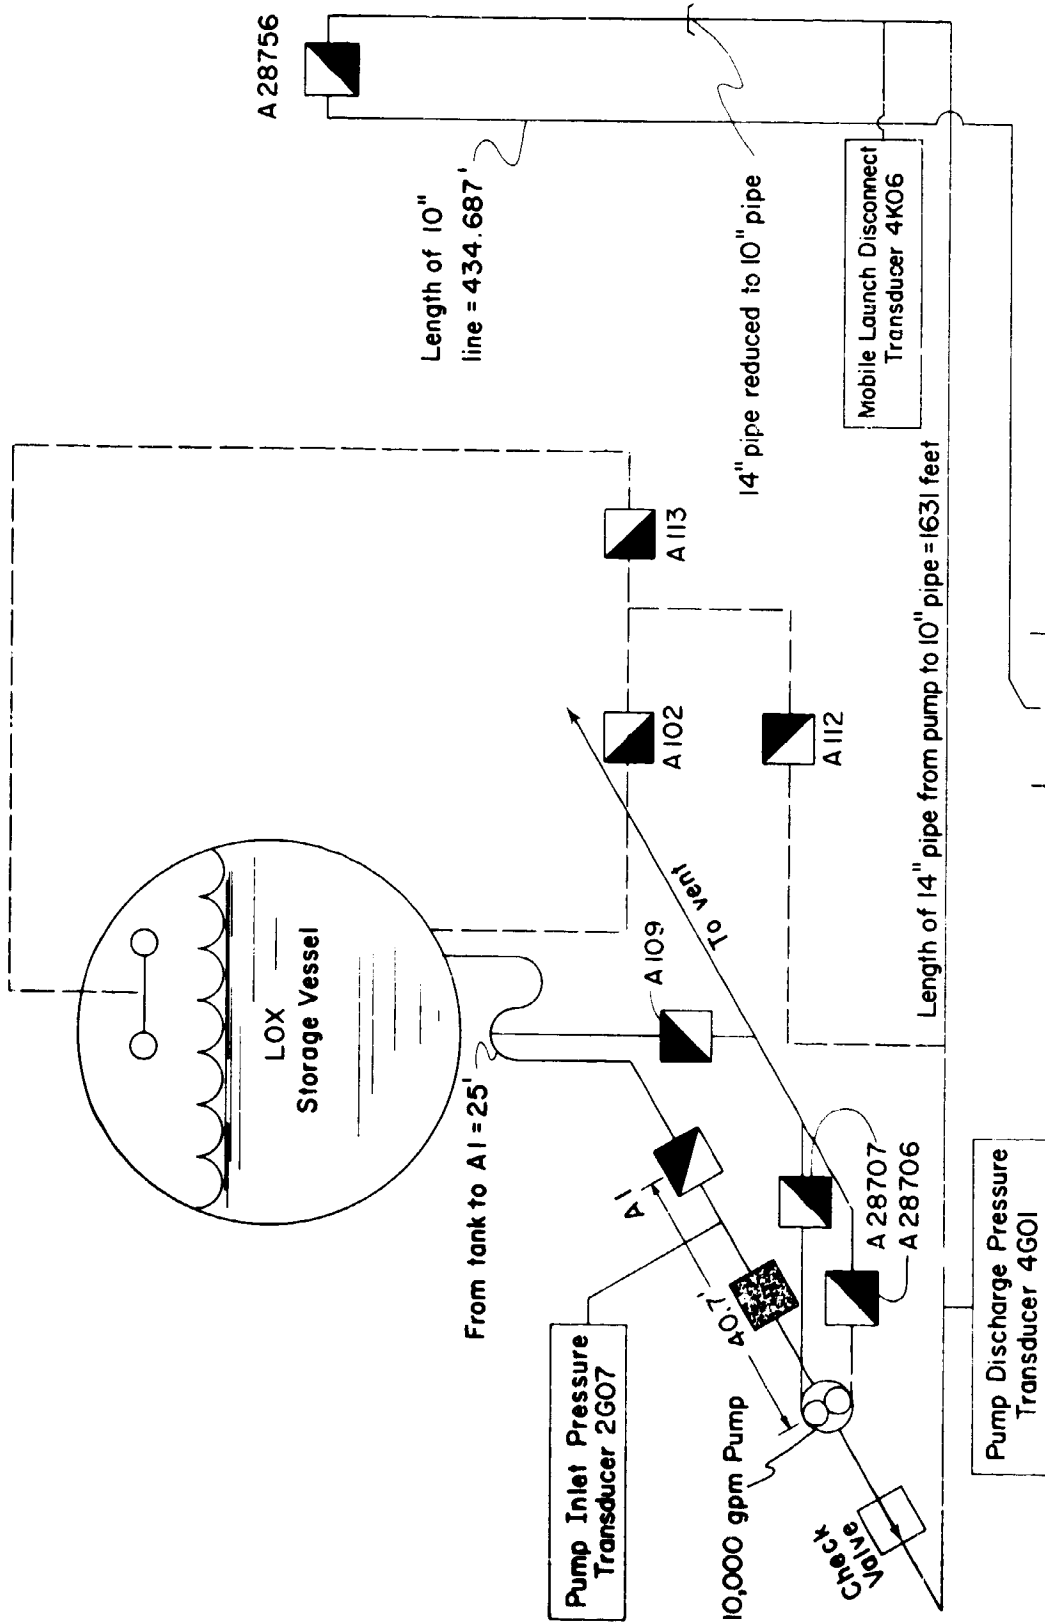 A 28756
Length of 10"
line = 434.687'
14" pipe reduced to 10" pipe
Mobile Launch Disconnect
Transducer 4K06
A 113
A 102
A 112
LOX
Storage Vessel
To vent
A 109
From tank to A1 = 25'
Length of 14" pipe from pump to 10" pipe = 1631 feet
A1
40.7'
A 28707
A 28706
Pump Inlet Pressure
Transducer 2G07
10,000 gpm Pump
Check
Valve
Pump Discharge Pressure
Transducer 4G01